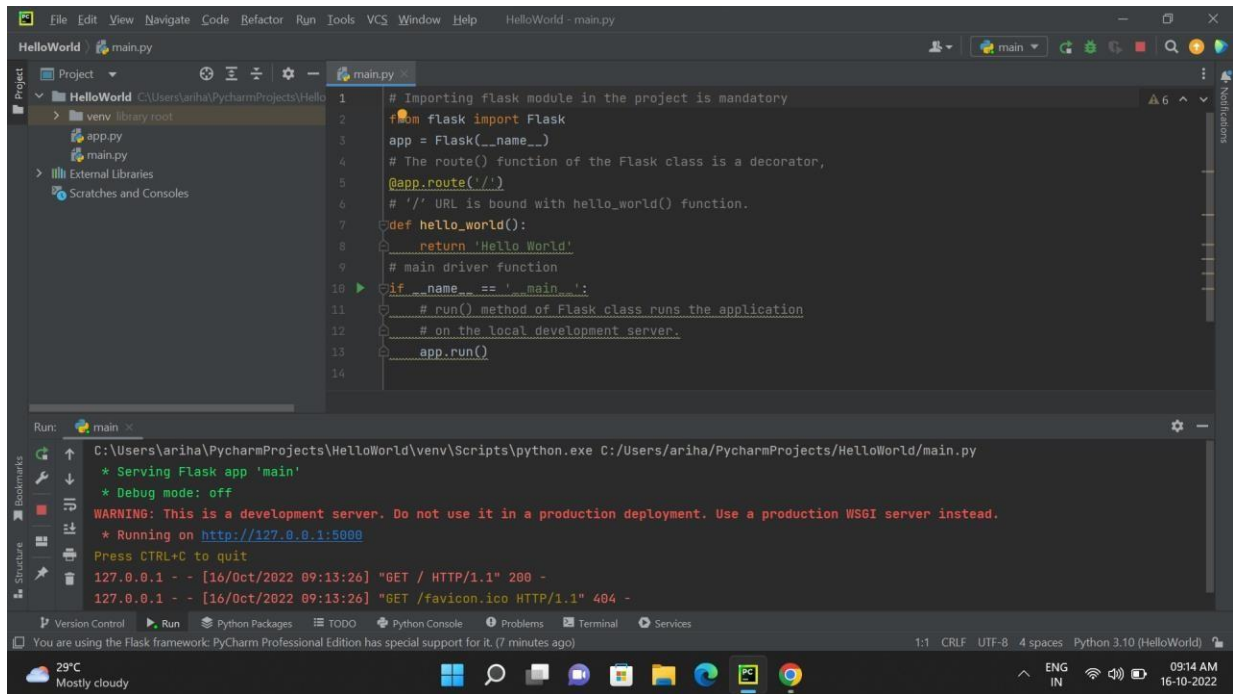 File Edit View Navigate Code Refactor Run Tools VCS Window Help HelloWorld - main.py
HelloWorld main.py
main
Project
Project
main.py
HelloWorld C:\Users\ariha\PycharmProjects\Hello
venv library root
app.py
main.py
External Libraries
Scratches and Consoles
1 # Importing flask module in the project is mandatory
2 from flask import Flask
3 app = Flask(__name__)
4 # The route() function of the Flask class is a decorator,
5 @app.route('/')
6 # '/' URL is bound with hello_world() function.
7 def hello_world():
8 return 'Hello World'
9 # main driver function
10 if __name__ == '__main__':
11 # run() method of Flask class runs the application
12 # on the local development server.
13 app.run()
14
6
Notifications
Run: main
C:\Users\ariha\PycharmProjects\HelloWorld\venv\Scripts\python.exe C:/Users/ariha/PycharmProjects/HelloWorld/main.py
* Serving Flask app 'main'
* Debug mode: off
WARNING: This is a development server. Do not use it in a production deployment. Use a production WSGI server instead.
* Running on http://127.0.0.1:5000
Press CTRL+C to quit
127.0.0.1 - - [16/Oct/2022 09:13:26] "GET / HTTP/1.1" 200 -
127.0.0.1 - - [16/Oct/2022 09:13:26] "GET /favicon.ico HTTP/1.1" 404 -
Bookmarks
Structure
Version Control Run Python Packages TODO Python Console Problems Terminal Services
You are using the Flask framework: PyCharm Professional Edition has special support for it. (7 minutes ago) 1:1 CRLF UTF-8 4 spaces Python 3.10 (HelloWorld)
29°C
Mostly cloudy
PC
ENG
IN
09:14 AM
16-10-2022